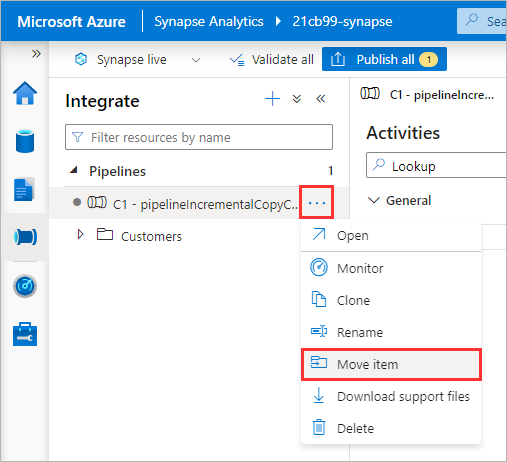 Microsoft Azure Synapse Analytics 21cb99-synapse Sea
Synapse live Validate all Publish all 1
Integrate
C1 - pipelineIncre...
Filter resources by name
Activities
Pipelines 1
Lookup
C1 - pipelineIncrementalCopyC...
General
Customers
Open
Monitor
Clone
Rename
Move item
Download support files
Delete